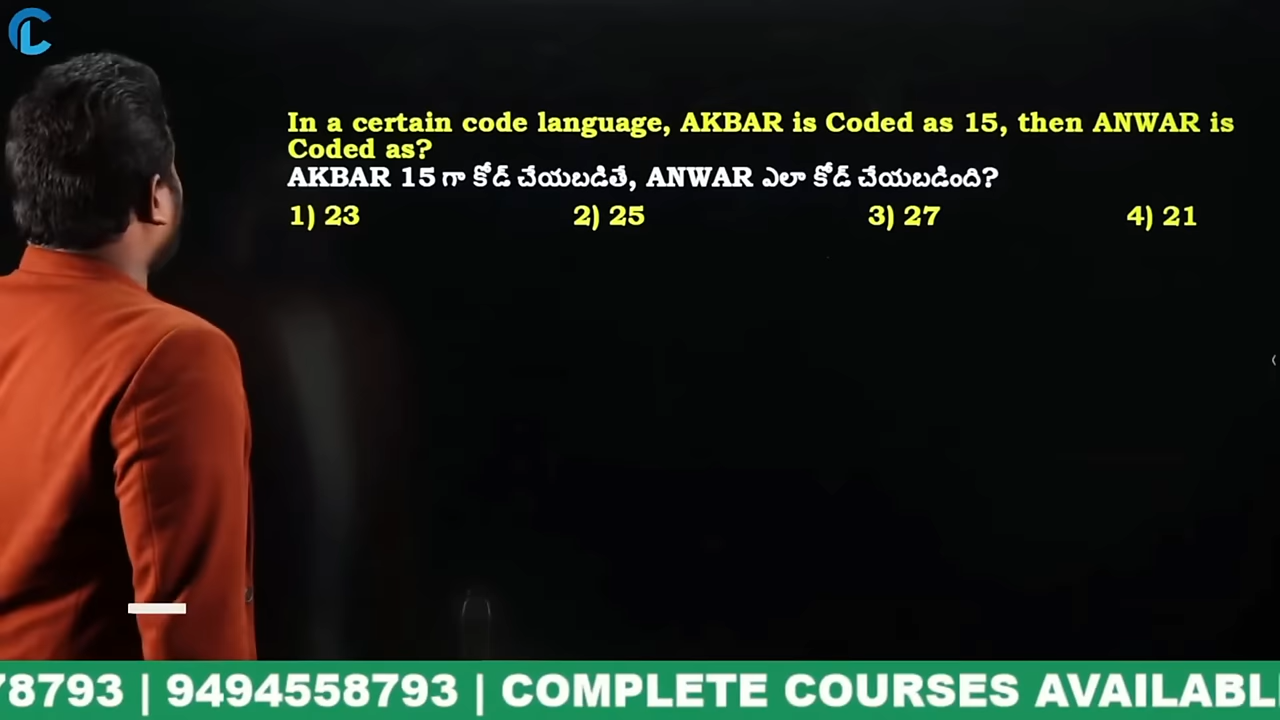 In a certain code language, AKBAR is Coded as 15, then ANWAR is
Coded as?
AKBAR 15 గా కోడ్ చేయబడితే, ANWAR ఎలా కోడ్ చేయబడింది?
1) 23 2) 25 3) 27 4) 21
78793 | 9494558793 | COMPLETE COURSES AVAILABL